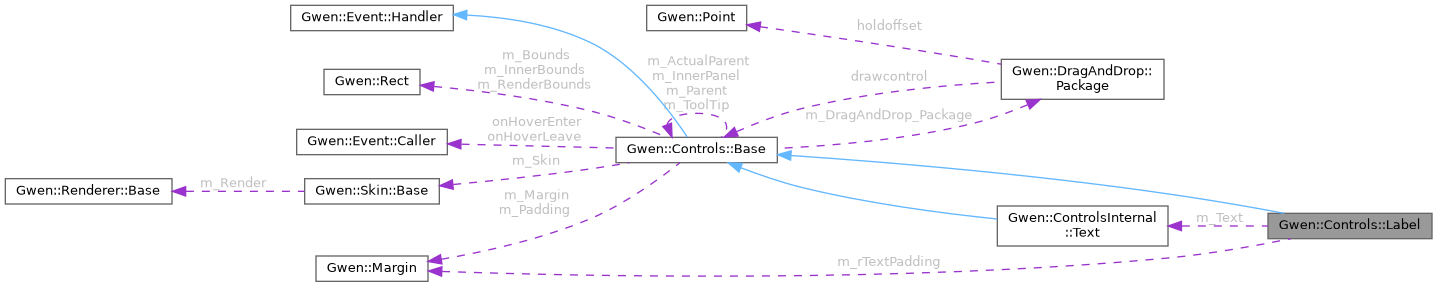 Gwen::Event::Handler
Gwen::Point
holdoffset
m_Bounds
m_InnerBounds
m_RenderBounds
m_ActualParent
m_InnerPanel
m_Parent
m_ToolTip
Gwen::Rect
drawcontrol
Gwen::DragAndDrop::
Package
m_DragAndDrop_Package
onHoverEnter
onHoverLeave
Gwen::Event::Caller
Gwen::Controls::Base
m_Skin
Gwen::Renderer::Base
m_Render
Gwen::Skin::Base
m_Margin
m_Padding
Gwen::ControlsInternal
::Text
m_Text
Gwen::Controls::Label
Gwen::Margin
m_rTextPadding